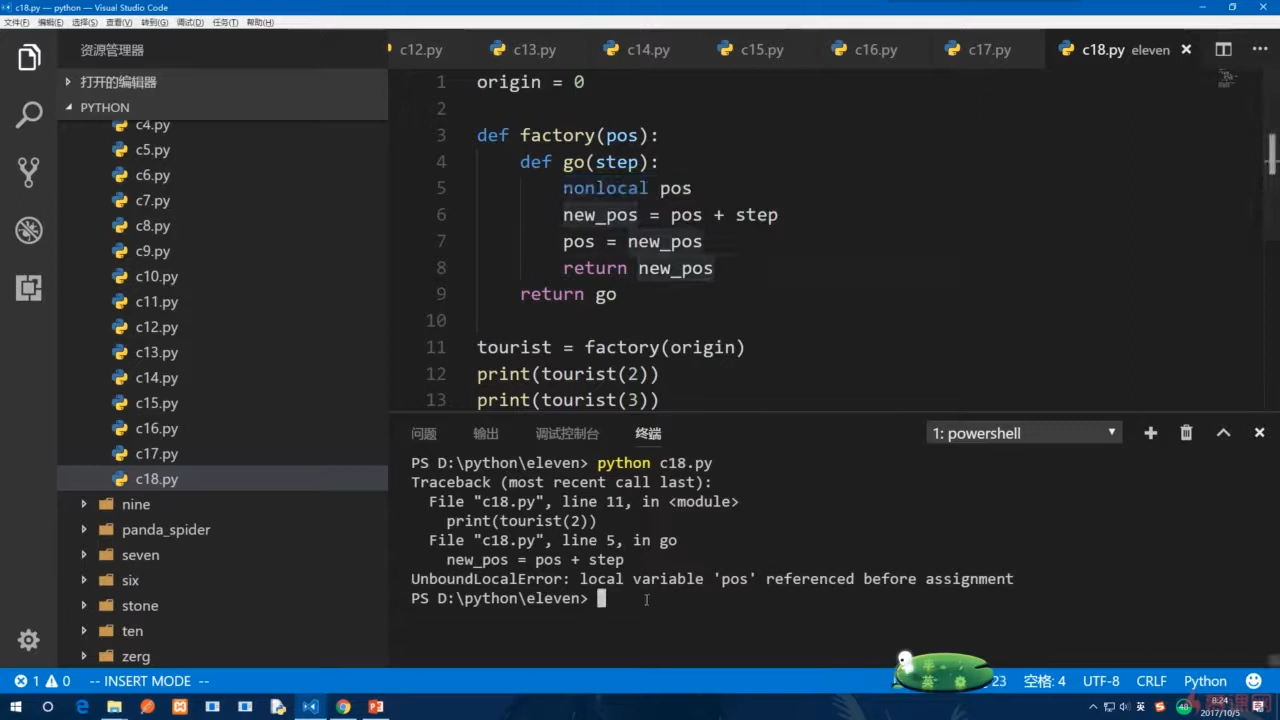 c18.py - python - Visual Studio Code
文件(F) 编辑(E) 选择(S) 查看(V) 转到(G) 调试(D) 任务(T) 帮助(H)
资源管理器
c12.py c13.py c14.py c15.py c16.py c17.py c18.py eleven
打开的编辑器
PYTHON
c4.py
c5.py
c6.py
c7.py
c8.py
c9.py
c10.py
c11.py
c12.py
c13.py
c14.py
c15.py
c16.py
c17.py
c18.py
nine
panda_spider
seven
six
stone
ten
zerg
1 origin = 0
2
3 def factory(pos):
4 def go(step):
5 nonlocal pos
6 new_pos = pos + step
7 pos = new_pos
8 return new_pos
9 return go
10
11 tourist = factory(origin)
12 print(tourist(2))
13 print(tourist(3))
问题 输出 调试控制台 终端 1: powershell
PS D:\python\eleven> python c18.py
Traceback (most recent call last):
File "c18.py", line 11, in <module>
print(tourist(2))
File "c18.py", line 5, in go
new_pos = pos + step
UnboundLocalError: local variable 'pos' referenced before assignment
PS D:\python\eleven>
1 0 -- INSERT MODE -- 23 空格: 4 UTF-8 CRLF Python
半
英
英 48 8:24
2017/10/5